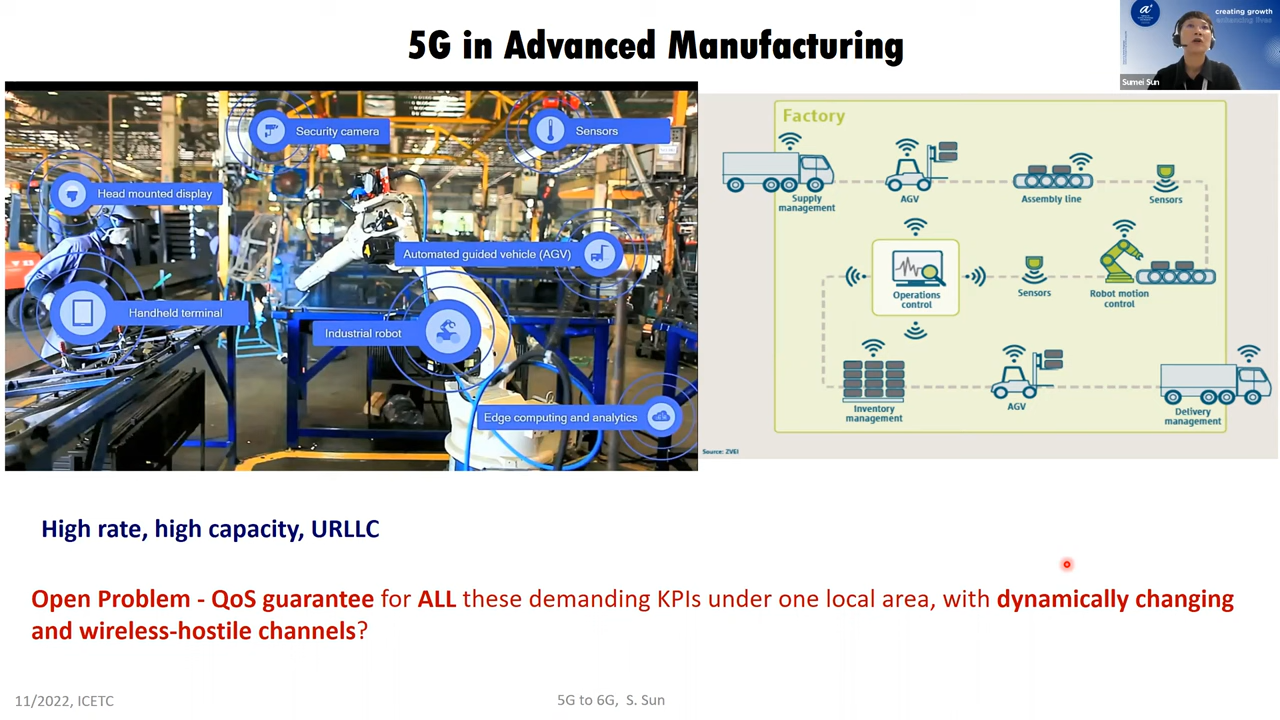 5G in Advanced Manufacturing
creating growth
enhancing lives
Sumei Sun
Security camera
Sensors
Head mounted display
Automated guided vehicle (AGV)
Handheld terminal
Industrial robot
Edge computing and analytics
Factory
Supply
management
AGV
Assembly line
Sensors
Operations
control
Sensors
Robot motion
control
Inventory
management
AGV
Delivery
management
Source: ZVEI
High rate, high capacity, URLLC
Open Problem - QoS guarantee for ALL these demanding KPIs under one local area, with dynamically changing
and wireless-hostile channels?
11/2022, ICETC
5G to 6G, S. Sun